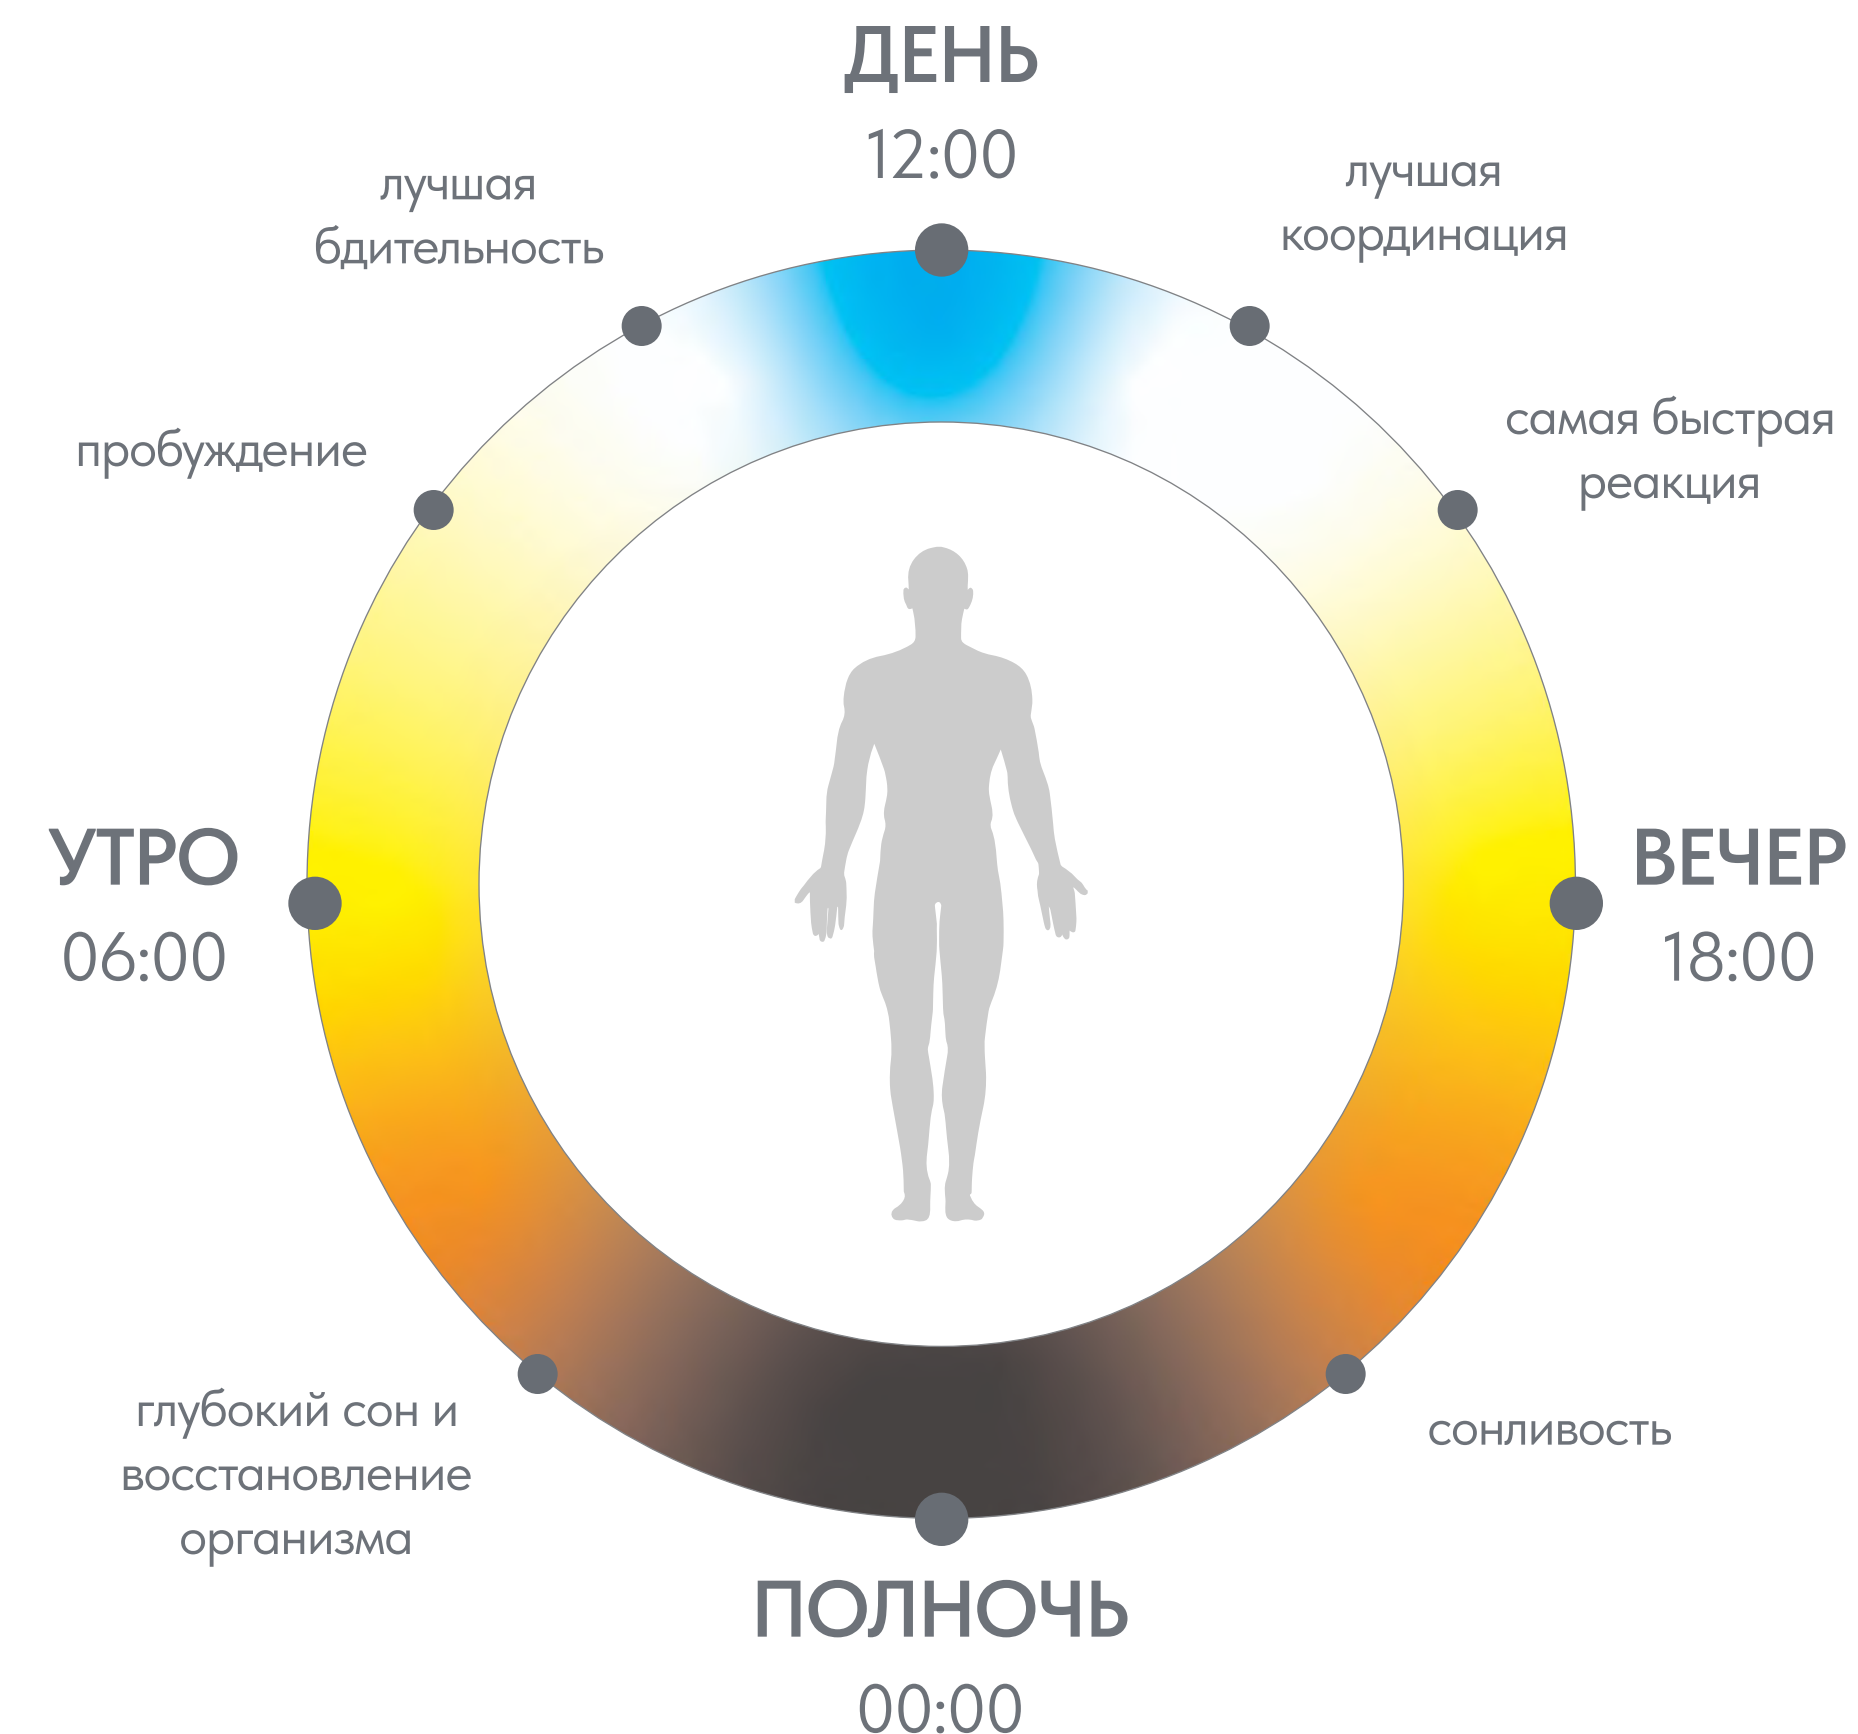 ДЕНЬ
12:00
лучшая
бдительность
лучшая
координация
пробуждение
самая быстрая
реакция
УТРО
06:00
ВЕЧЕР
18:00
глубокий сон и
восстановление
организма
сонливость
ПОЛНОЧЬ
00:00